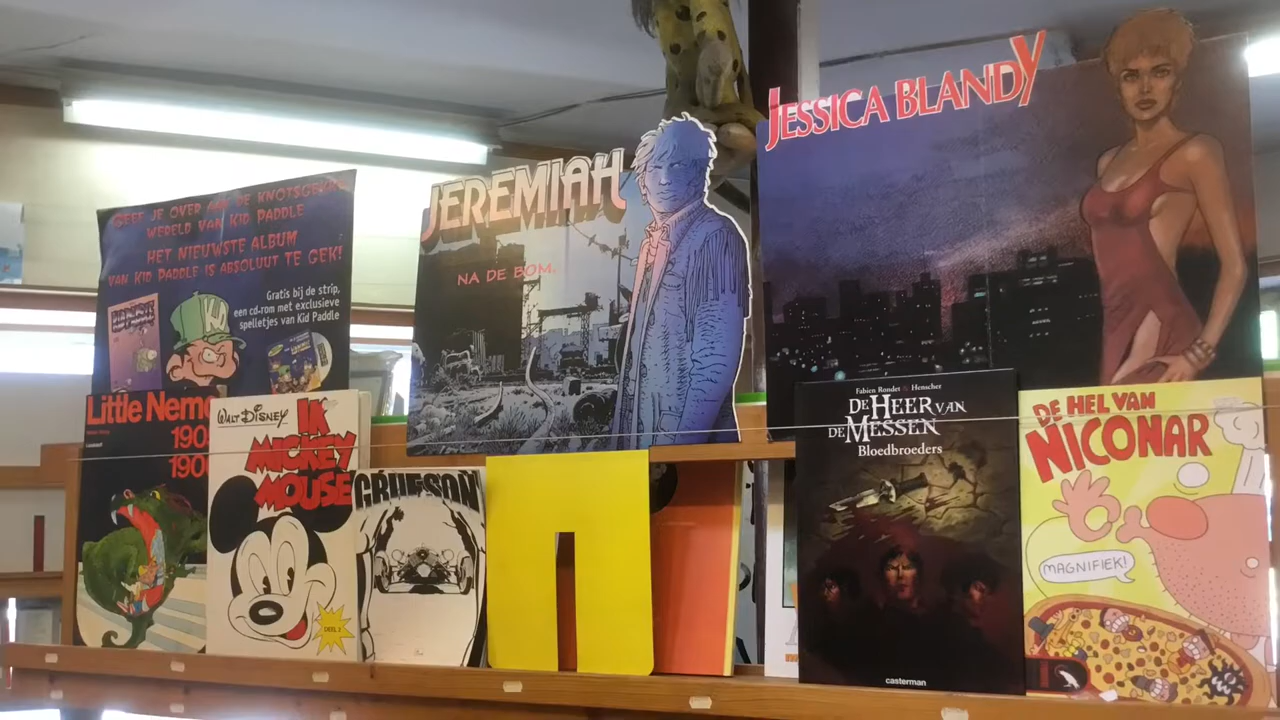 GEEF JE OVER AAN DE KNOTSGEKKE
WERELD VAN KID PADDLE
HET NIEUWSTE ALBUM
VAN KID PADDLE IS ABSOLUUT TE GEK!
Gratis bij de strip,
een cd-rom met exclusieve
spelletjes van Kid Paddle
JEREMIAH
NA DE BOM.
JESSICA BLANDY
Little Nemo
WALT DISNEY
IK
MICKEY
MOUSE
DEEL 2
Fabien Rondet & Henscher
DE HEER VAN
DE MESSEN
Bloedbroeders
casterman
DE HEL VAN
NICONAR
MAGNIFIEK!